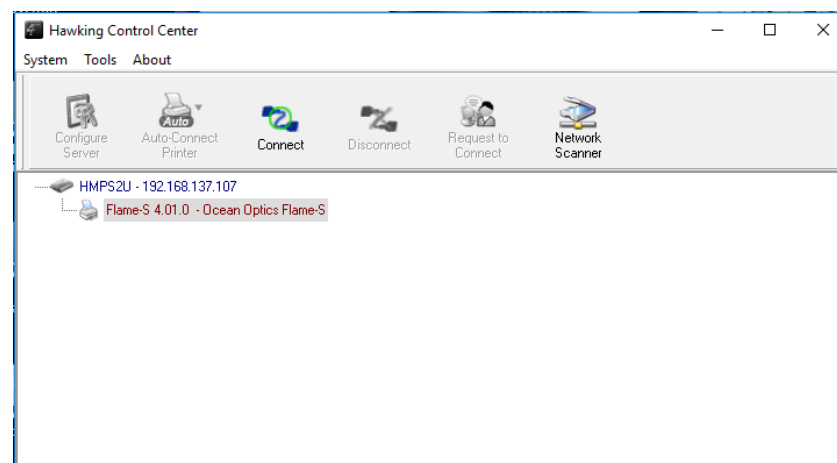 Hawking Control Center
System Tools About
Configure Server
Auto
Auto-Connect Printer
Connect
Disconnect
Request to Connect
Network Scanner
HMPS2U - 192.168.137.107
Flame-S 4.01.0 - Ocean Optics Flame-S